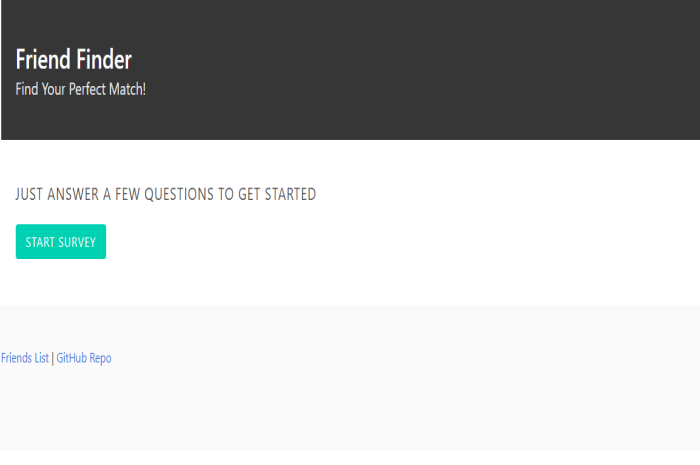 Friend Finder
Find Your Perfect Match!
JUST ANSWER A FEW QUESTIONS TO GET STARTED
START SURVEY
Friends List | GitHub Repo